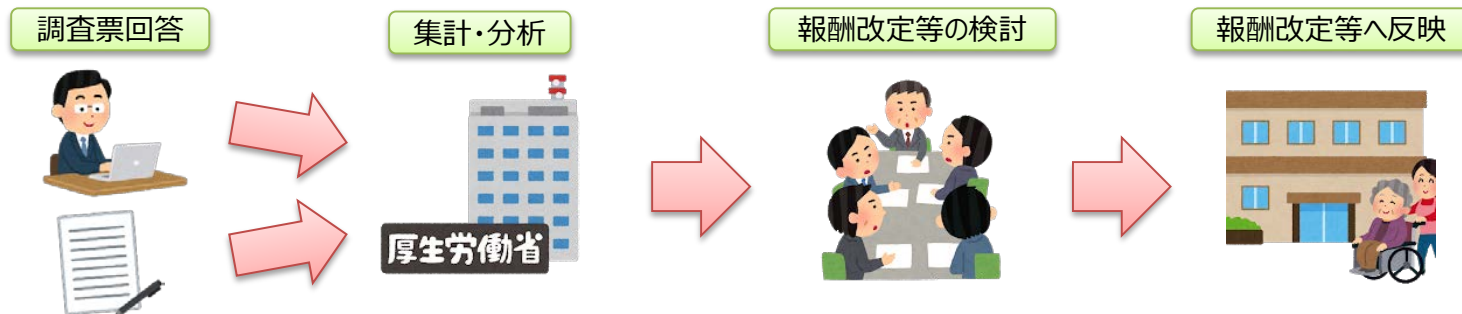 調査票回答
集計・分析
報酬改定等の検討
報酬改定等へ反映
厚生労働省